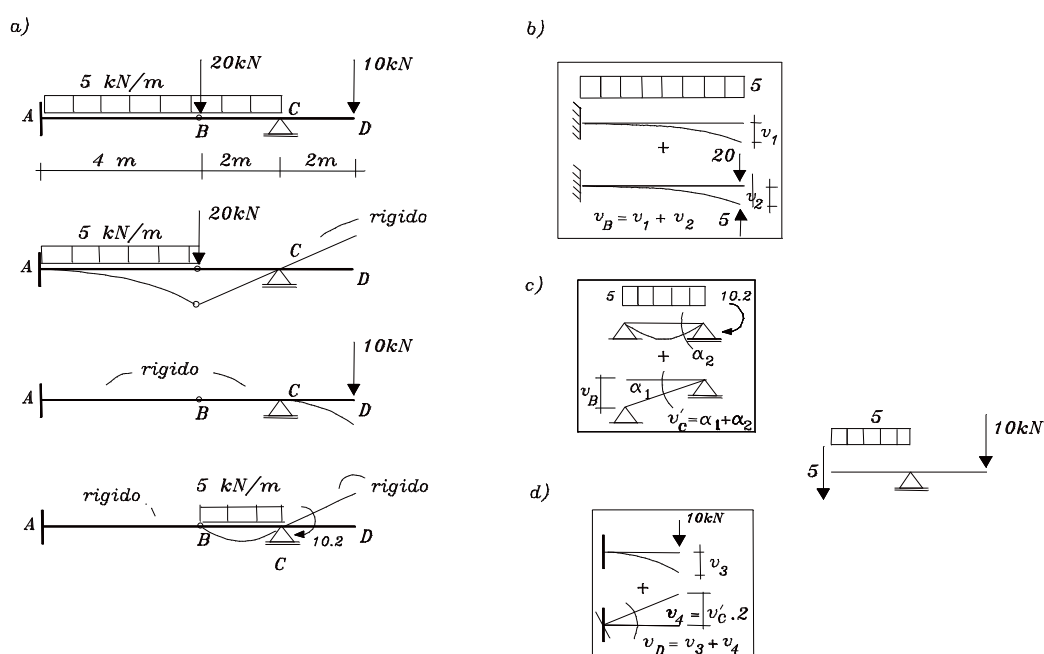 a)
20kN 10kN
5 kN/m
A B C D
4 m 2m 2m
20kN
rigido
5 kN/m
A C D
10kN
rigido
A B C D
5 kN/m
rigido rigido
A B 10.2 D
C
b)
5
v1
+
20
v2
vB = v1 + v2 5
c)
5 10.2
α2
+
vB α1
v'C=α1+α2
5
10kN
5
d)
10kN
v3
+
v4 = v'C .2
vD = v3 + v4